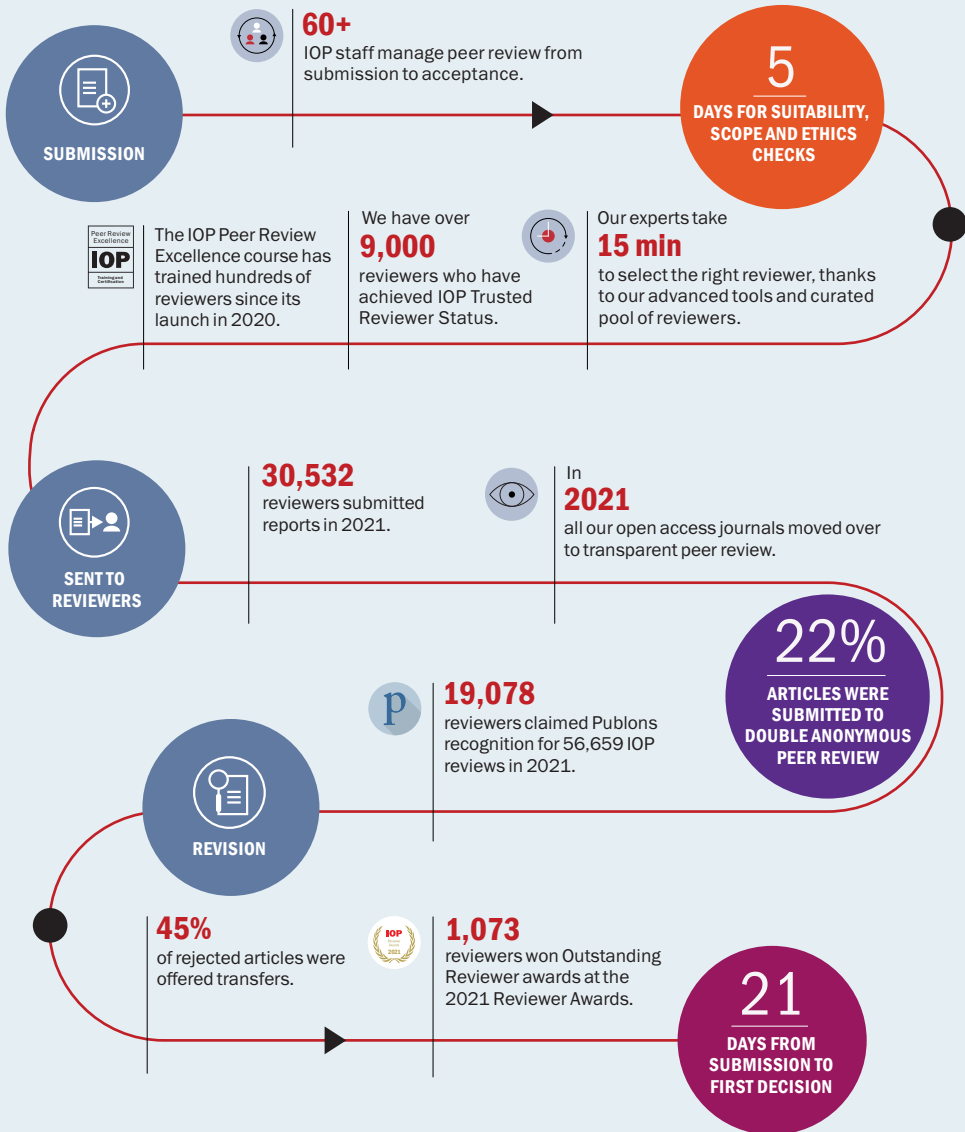 60+
IOP staff manage peer review from
submission to acceptance.
SUBMISSION
5
DAYS FOR SUITABILITY,
SCOPE AND ETHICS
CHECKS
Peer Review
Excellence
IOP
Training and
Certification
The IOP Peer Review
Excellence course has
trained hundreds of
reviewers since its
launch in 2020.
We have over
9,000
reviewers who have
achieved IOP Trusted
Reviewer Status.
Our experts take
15 min
to select the right reviewer, thanks
to our advanced tools and curated
pool of reviewers.
SENT TO
REVIEWERS
30,532
reviewers submitted
reports in 2021.
In
2021
all our open access journals moved over
to transparent peer review.
22%
ARTICLES WERE
SUBMITTED TO
DOUBLE ANONYMOUS
PEER REVIEW
p
19,078
reviewers claimed Publons
recognition for 56,659 IOP
reviews in 2021.
REVISION
45%
of rejected articles were
offered transfers.
IOP
2021
1,073
reviewers won Outstanding
Reviewer awards at the
2021 Reviewer Awards.
21
DAYS FROM
SUBMISSION TO
FIRST DECISION